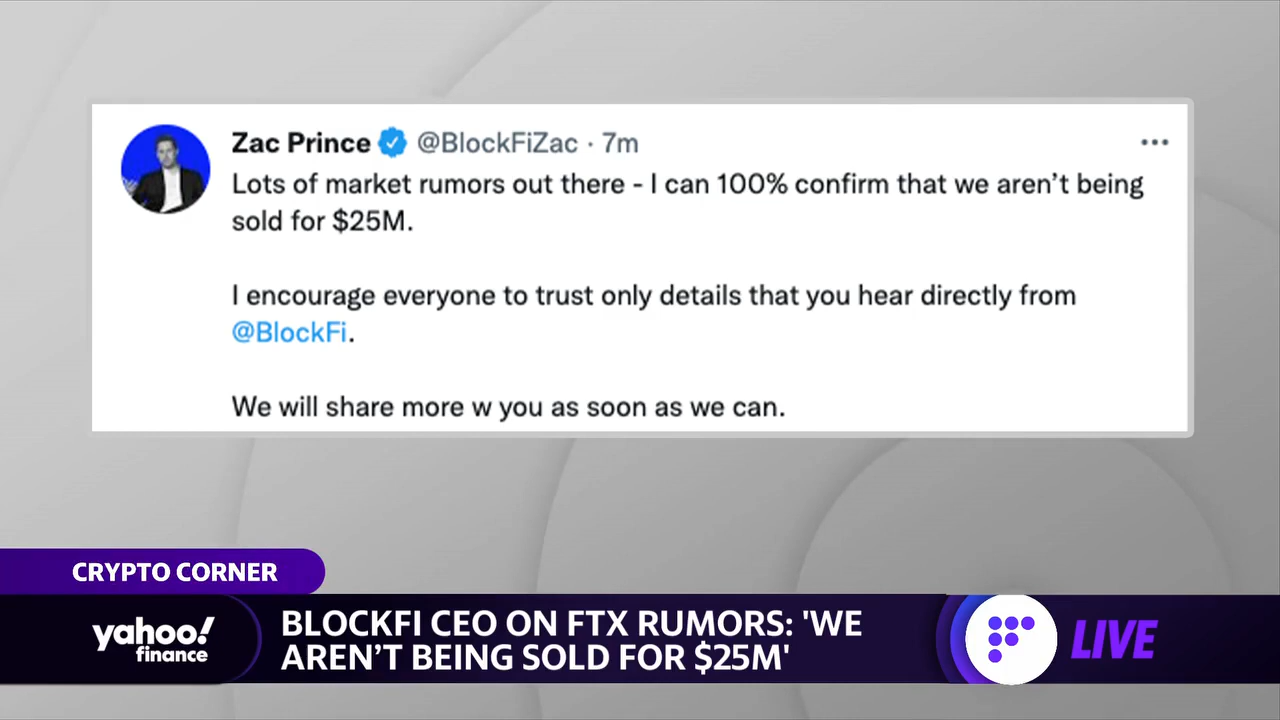 Zac Prince @BlockFiZac · 7m
Lots of market rumors out there - I can 100% confirm that we aren't being
sold for $25M.
I encourage everyone to trust only details that you hear directly from
@BlockFi.
We will share more w you as soon as we can.
CRYPTO CORNER
yahoo!
finance
BLOCKFI CEO ON FTX RUMORS: 'WE
AREN'T BEING SOLD FOR $25M'
LIVE